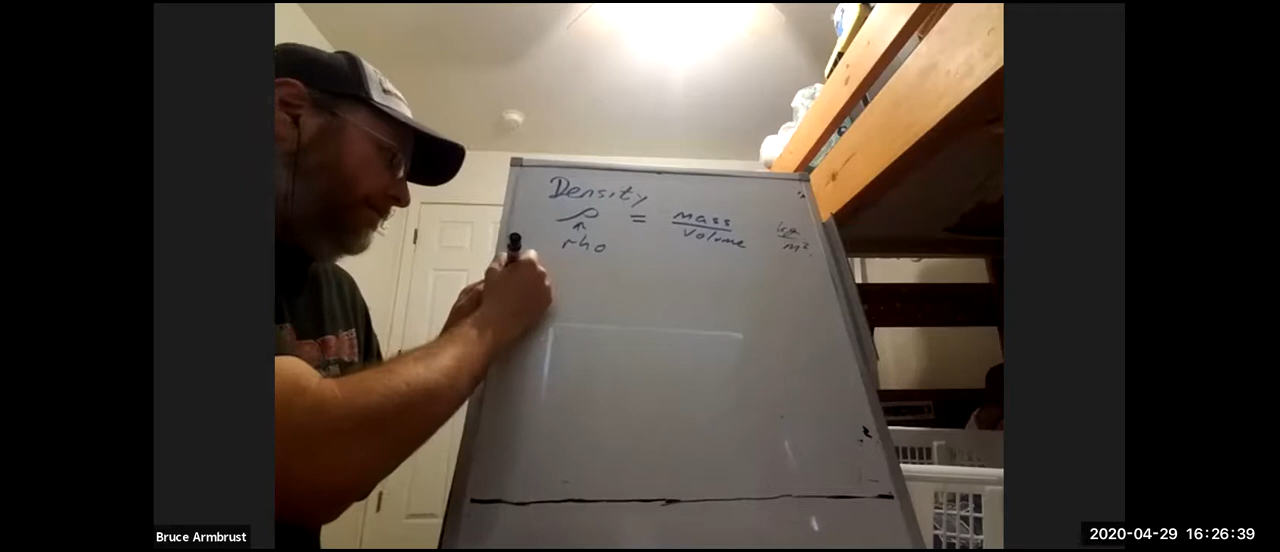 Density
ρ = mass / volume kg / m³
↑
rho
Bruce Armbrust
2020-04-29 16:26:39